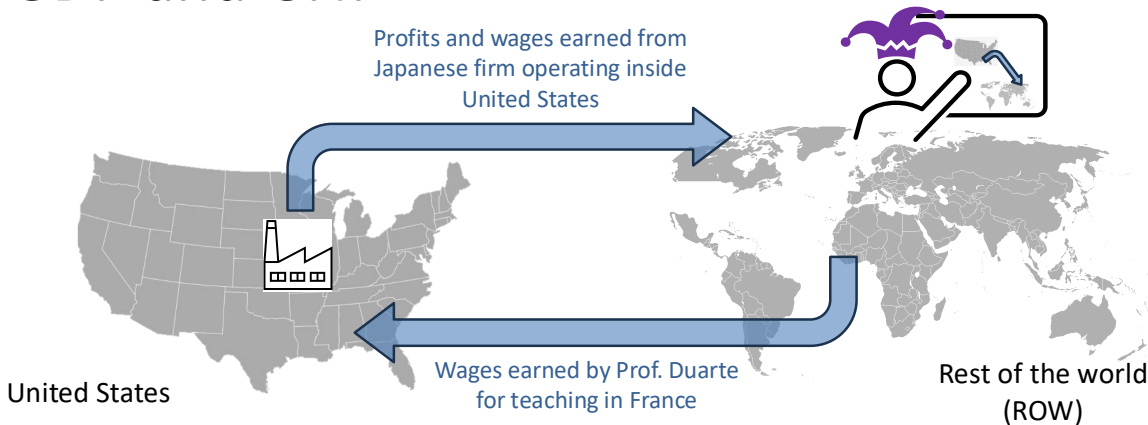 Profits and wages earned from
Japanese firm operating inside
United States
Wages earned by Prof. Duarte
for teaching in France
United States
Rest of the world
(ROW)